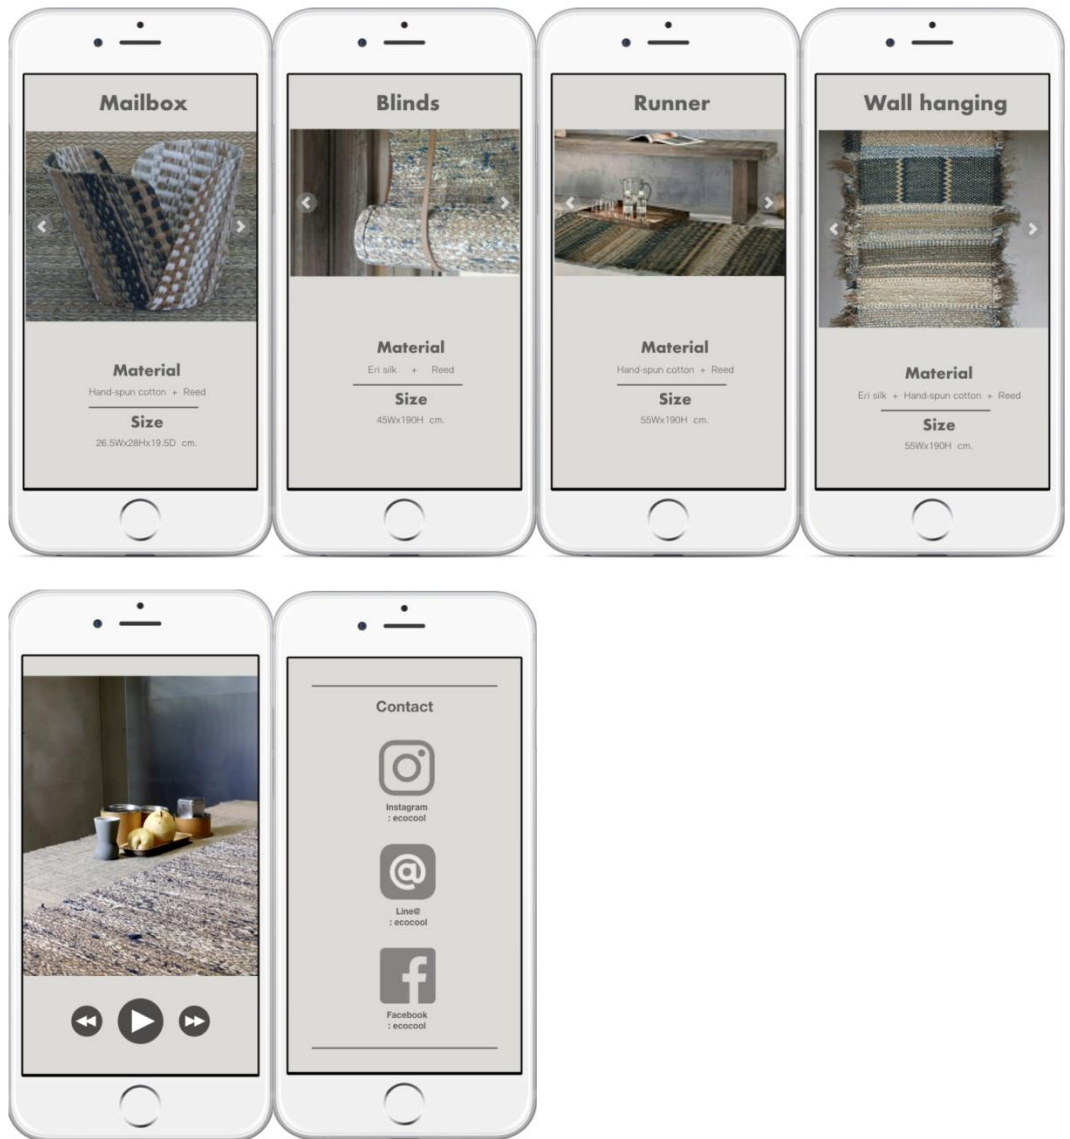 Mailbox
Material
Hand-spun cotton + Reed
Size
26.5Wx28Hx19.5D cm.
Blinds
Material
Eri silk + Reed
Size
45Wx190H cm.
Runner
Material
Hand-spun cotton + Reed
Size
55Wx190H cm.
Wall hanging
Material
Eri silk + Hand-spun cotton + Reed
Size
55Wx190H cm.
Contact
Instagram
: ecocool
@
Line@
: ecocool
f
Facebook
: ecocool